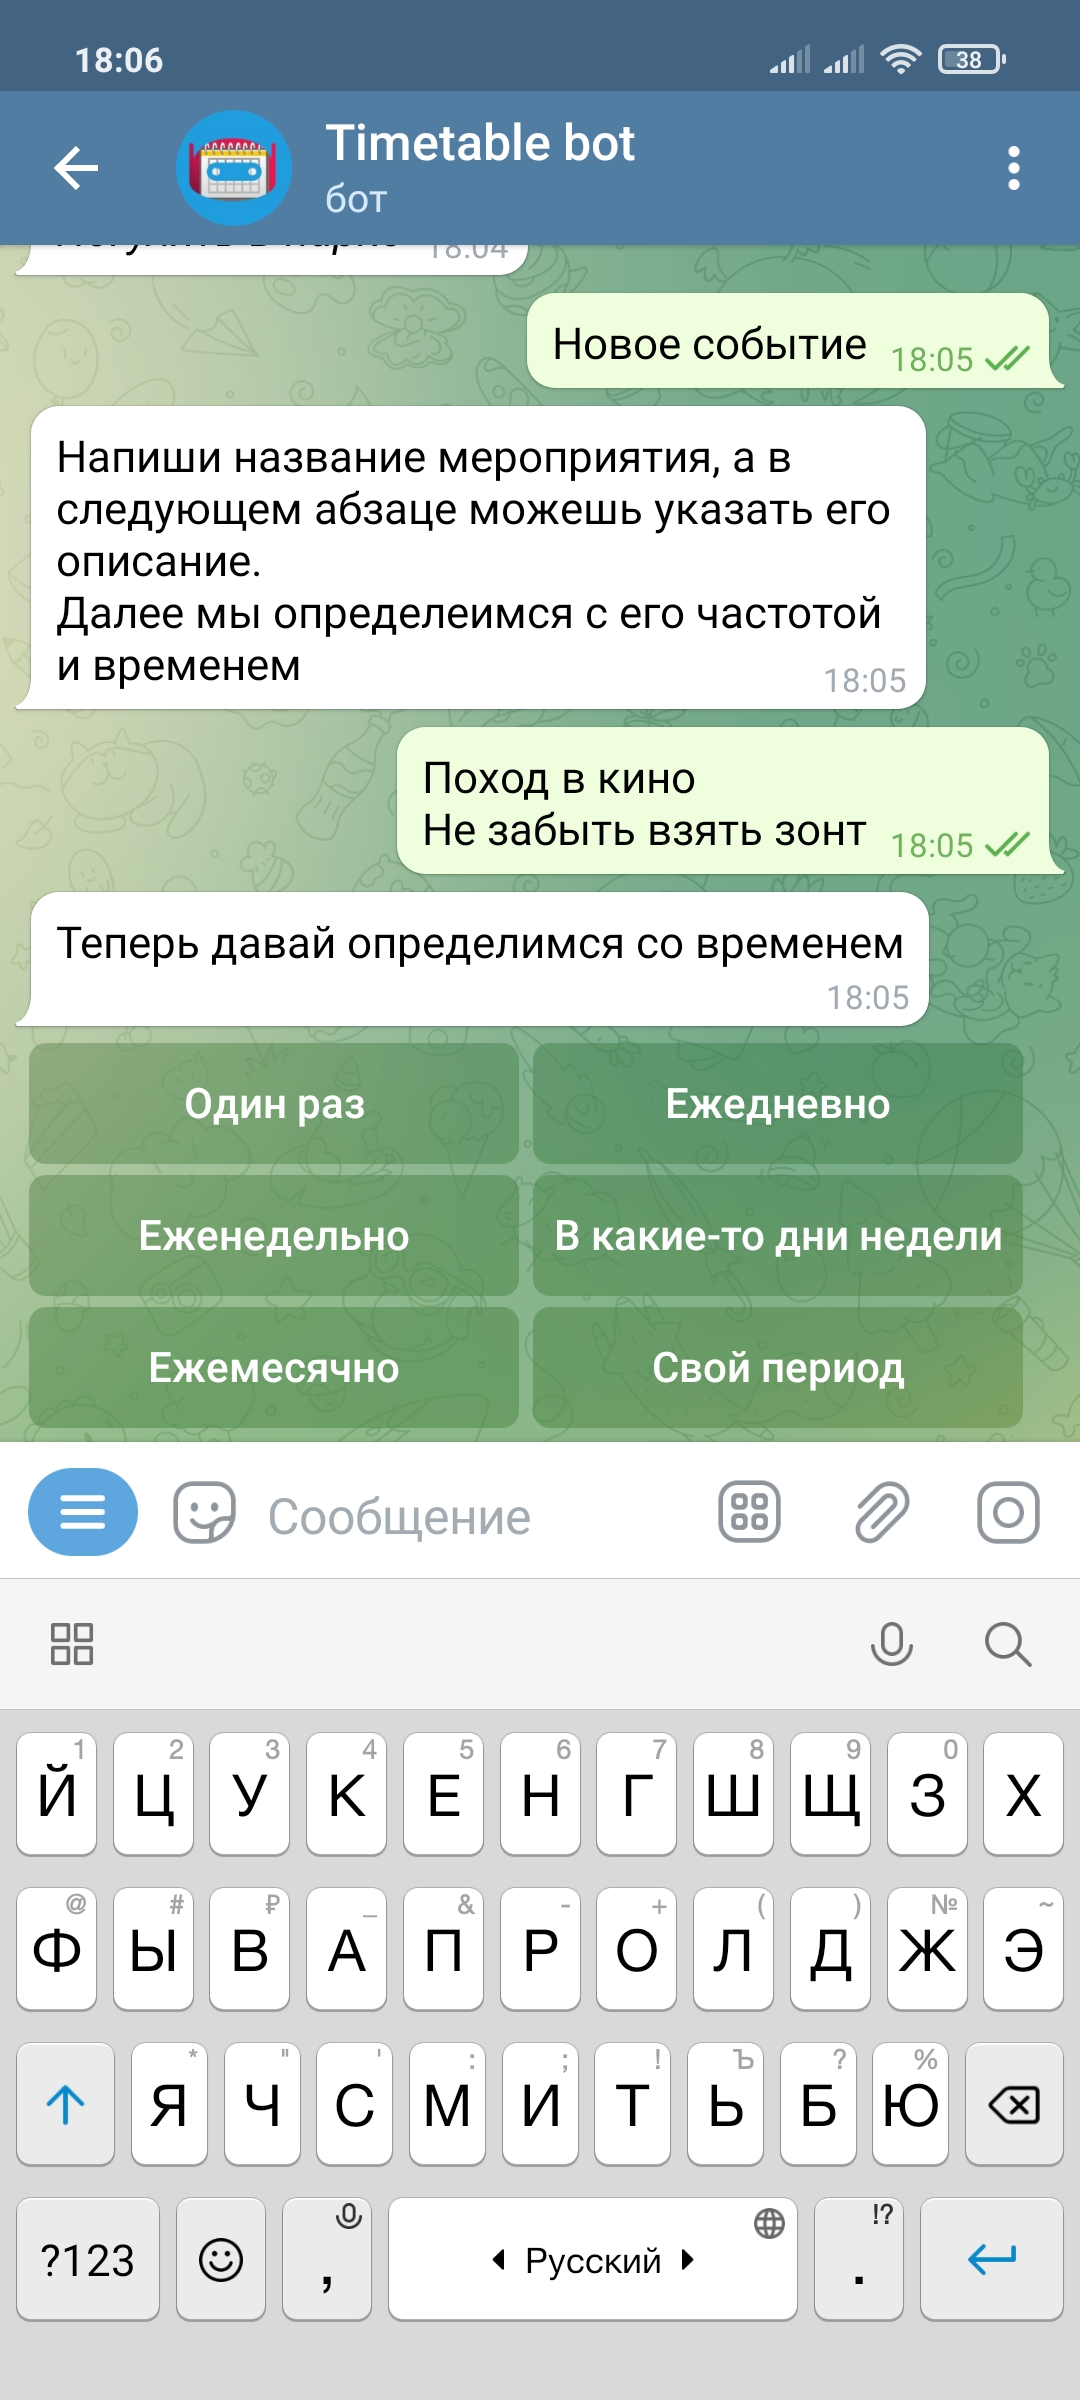 18:06
38
Timetable bot
бот
18:04
Новое событие 18:05
Напиши название мероприятия, а в
следующем абзаце можешь указать его
описание.
Далее мы определеимся с его частотой
и временем
18:05
Поход в кино
Не забыть взять зонт 18:05
Теперь давай определимся со временем
18:05
Один раз Ежедневно
Еженедельно В какие-то дни недели
Ежемесячно Свой период
Сообщение
1 2 3 4 5 6 7 8 9 0
Й Ц У К Е Н Г Ш Щ З Х
@ # ₽ _ & - + ( ) № ~
Ф Ы В А П Р О Л Д Ж Э
* " ' : ; ! Ъ ? %
Я Ч С М И Т Ь Б Ю
!?
?123 , Русский .